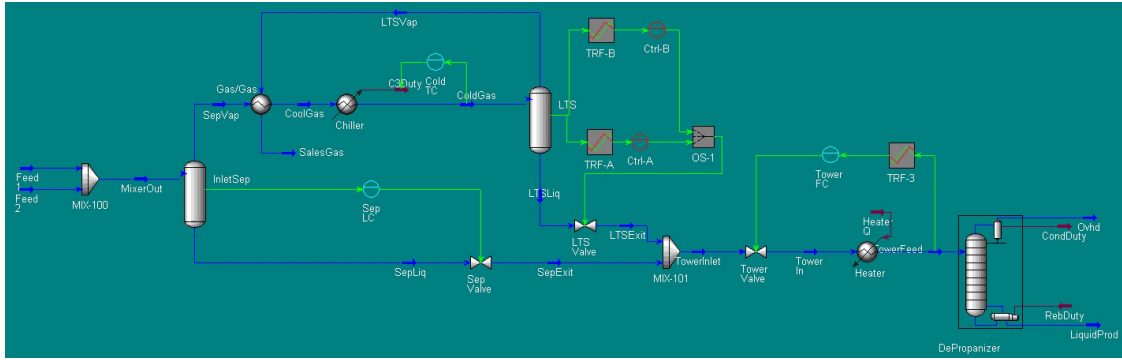 LTSVap
TRF-B
Ctrl-B
Gas/Gas
C3Duty
Cold
TC
SepVap
CoolGas
Chiller
ColdGas
LTS
SalesGas
TRF-A
Ctrl-A
OS-1
Feed
1
Feed
2
MIX-100
MixerOut
InletSep
Sep
LC
LTSLiq
LTS
Valve
LTSExit
Tower
FC
TRF-3
Heater
Q
SepLiq
Sep
Valve
SepExit
MIX-101
TowerInlet
Tower
Valve
Tower
In
Heater
TowerFeed
Ovhd
CondDuty
RebDuty
LiquidProd
DePropanizer